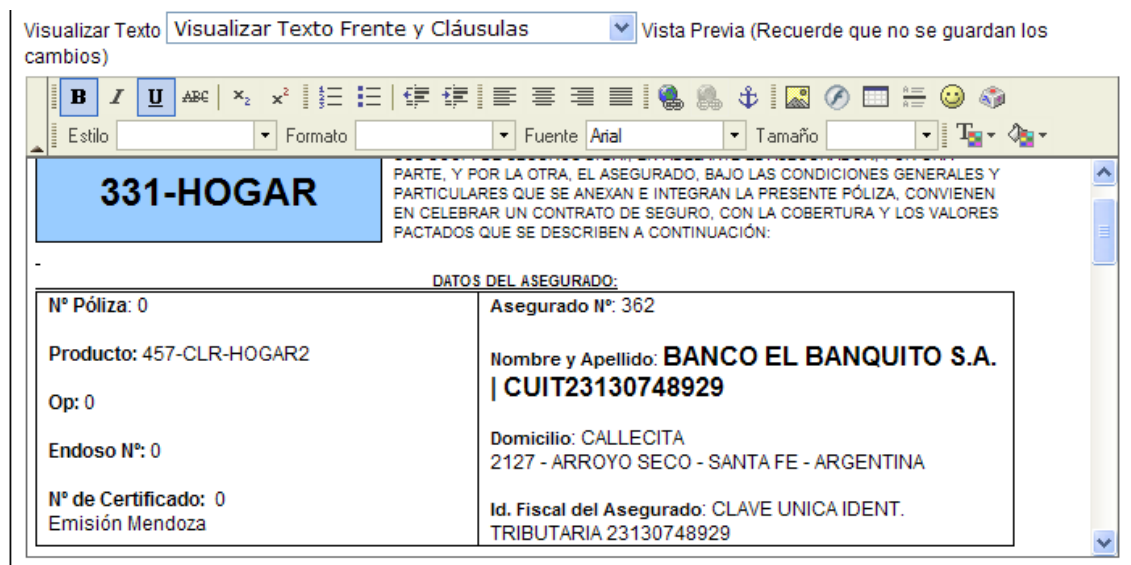 Visualizar Texto Visualizar Texto Frente y Cláusulas Vista Previa (Recuerde que no se guardan los
cambios)
B I U ABC ×₂ x²
Estilo Formato Fuente Arial Tamaño T
331-HOGAR
PARTE, Y POR LA OTRA, EL ASEGURADO, BAJO LAS CONDICIONES GENERALES Y
PARTICULARES QUE SE ANEXAN E INTEGRAN LA PRESENTE PÓLIZA, CONVIENEN
EN CELEBRAR UN CONTRATO DE SEGURO, CON LA COBERTURA Y LOS VALORES
PACTADOS QUE SE DESCRIBEN A CONTINUACIÓN:
DATOS DEL ASEGURADO:
Nº Póliza: 0
Producto: 457-CLR-HOGAR2
Op: 0
Endoso Nº: 0
Nº de Certificado: 0
Emisión Mendoza
Asegurado Nº: 362
Nombre y Apellido: BANCO EL BANQUITO S.A.
| CUIT23130748929
Domicilio: CALLECITA
2127 - ARROYO SECO - SANTA FE - ARGENTINA
Id. Fiscal del Asegurado: CLAVE UNICA IDENT.
TRIBUTARIA 23130748929